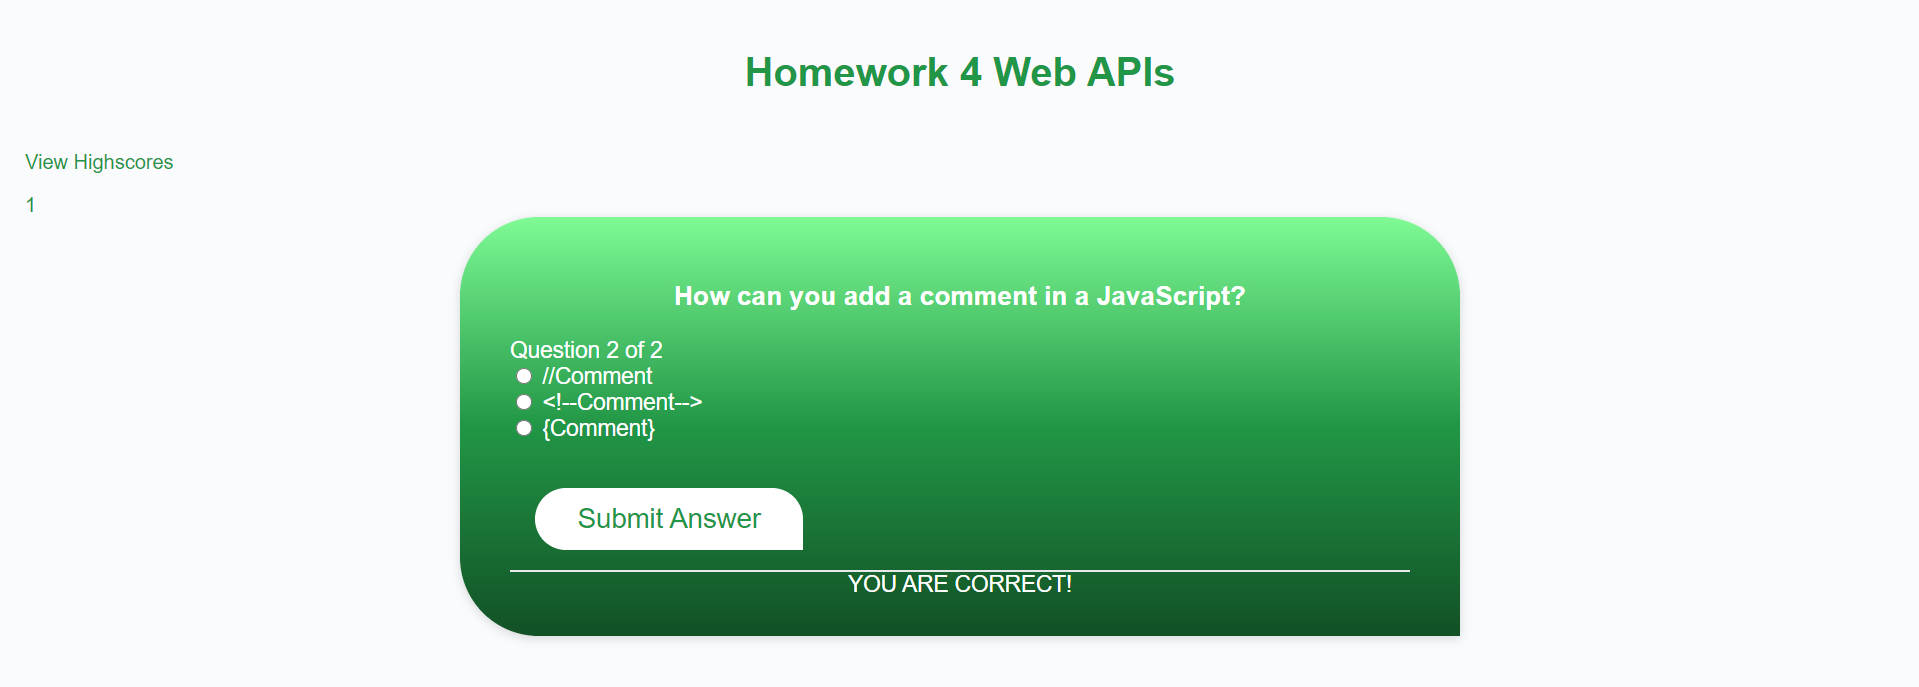 Homework 4 Web APIs
View Highscores
1
How can you add a comment in a JavaScript?
Question 2 of 2
//Comment
<!--Comment-->
{Comment}
Submit Answer
YOU ARE CORRECT!